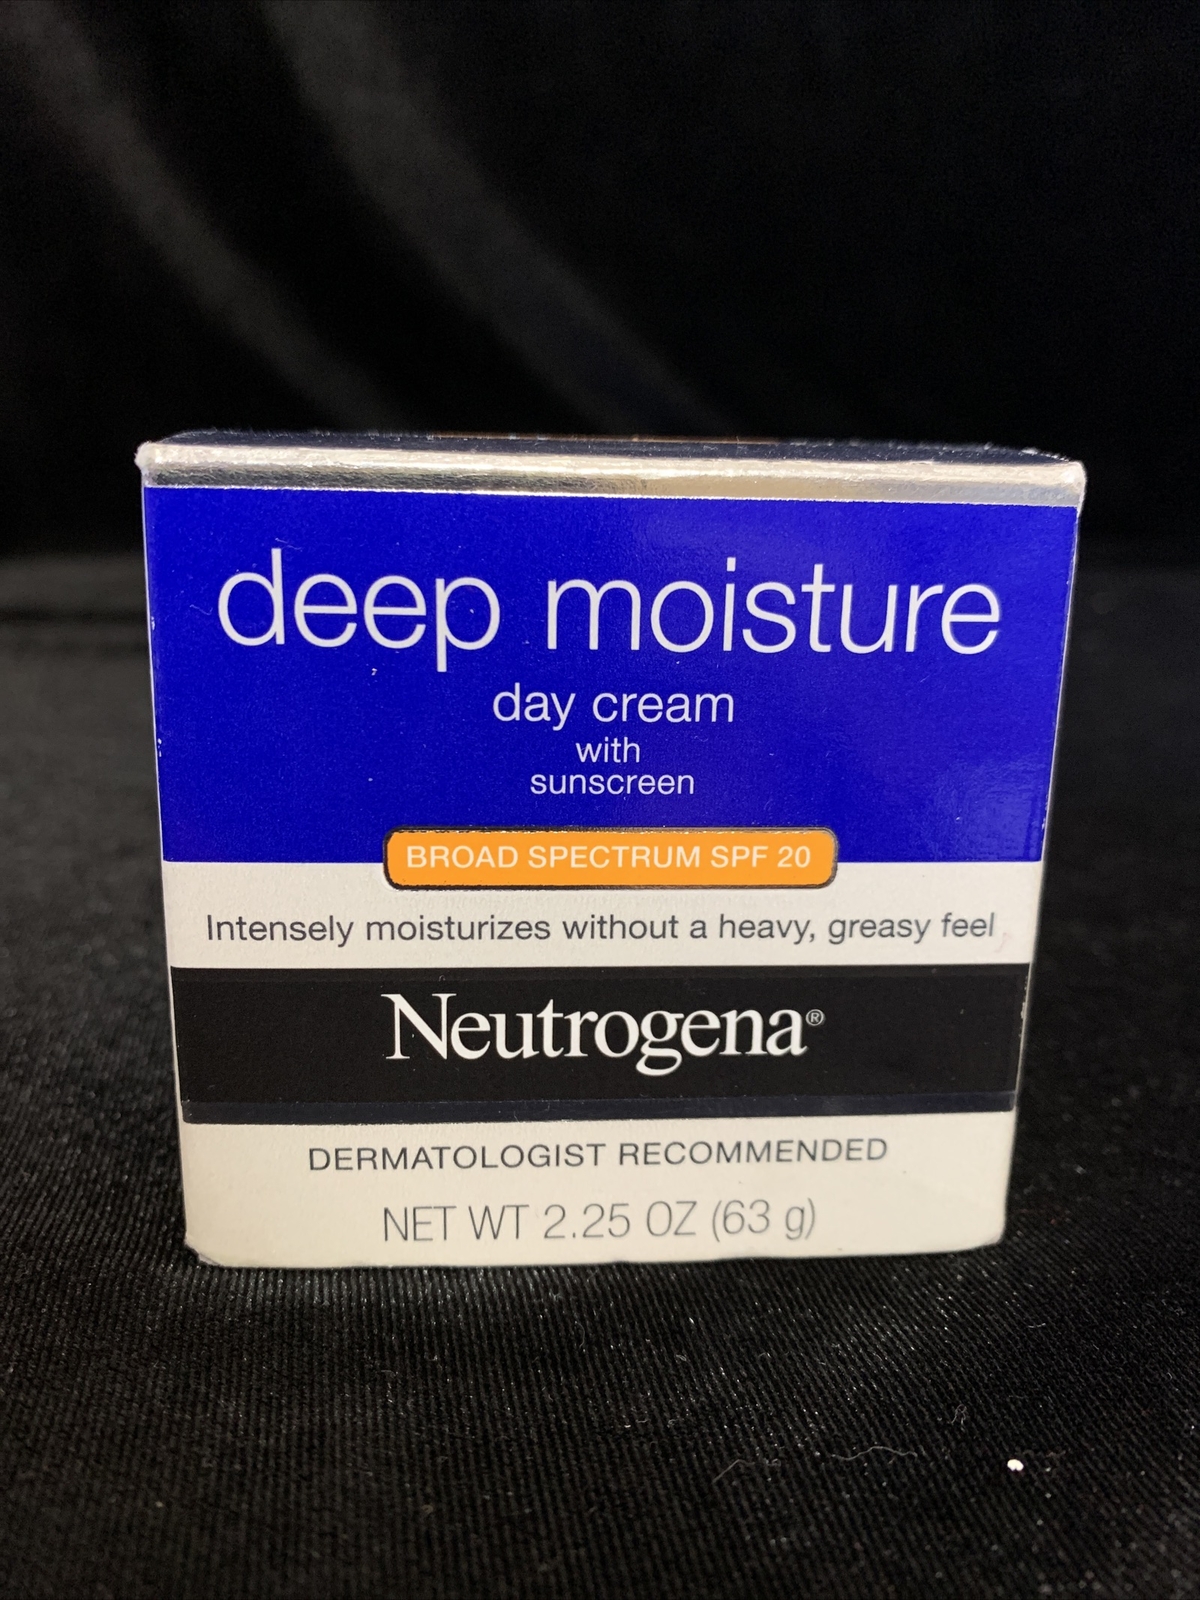 deep moisture
day cream
with
sunscreen
BROAD SPECTRUM SPF 20
Intensely moisturizes without a heavy, greasy feel
Neutrogena®
DERMATOLOGIST RECOMMENDED
NET WT 2.25 OZ (63 g)